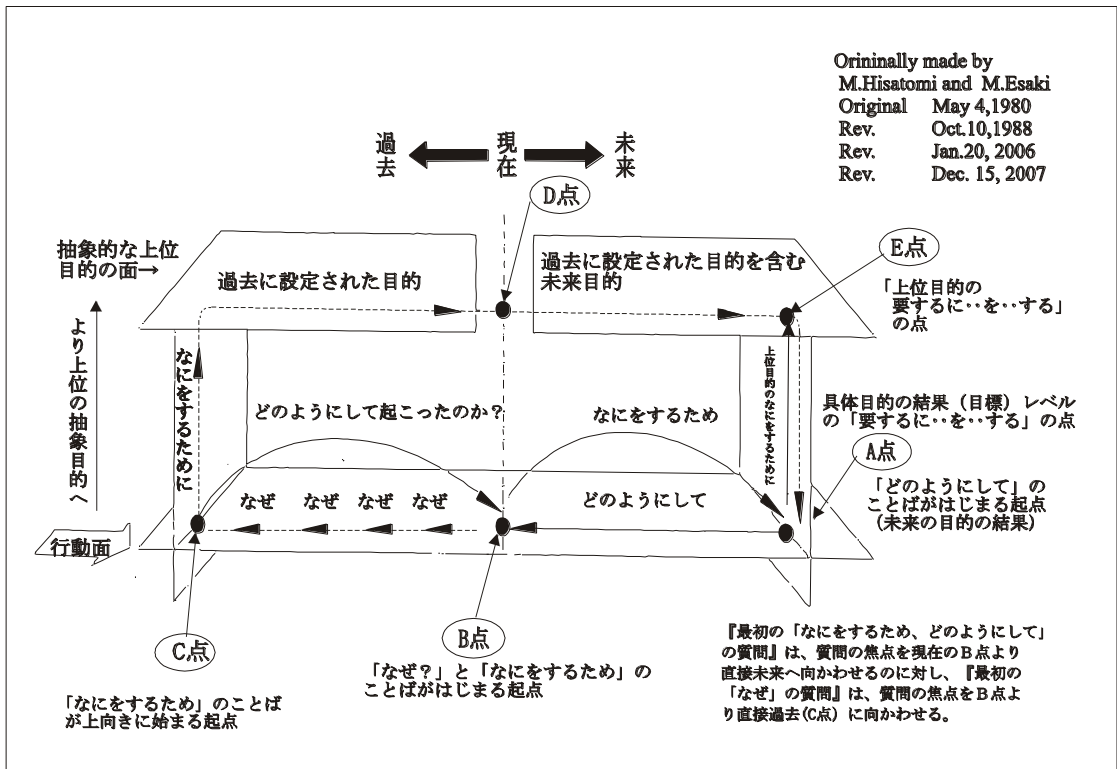 Orininally made by
M.Hisatomi and M.Esaki
Original May 4,1980
Rev. Oct.10,1988
Rev. Jan.20, 2006
Rev. Dec. 15, 2007
過去
現在
未来
D点
抽象的な上位
目的の面→
過去に設定された目的
過去に設定された目的を含む
未来目的
E点
「上位目的の
要するに‥を‥する」
の点
より上位の抽象目的へ
なにをするために
どのようにして起こったのか？
なにをするため
上位目的のなにをするために
具体目的の結果（目標）レベル
の「要するに‥を‥する」の点
A点
「どのようにして」の
ことばがはじまる起点
(未来の目的の結果)
なぜ なぜ なぜ なぜ
どのようにして
行動面
C点
「なにをするため」のことば
が上向きに始まる起点
B点
「なぜ？」と「なにをするため」の
ことばがはじまる起点
『最初の「なにをするため、どのようにして」
の質問』は、質問の焦点を現在のＢ点より
直接未来へ向かわせるのに対し、『最初の
「なぜ」の質問』は、質問の焦点をＢ点よ
り直接過去(C点) に向かわせる。